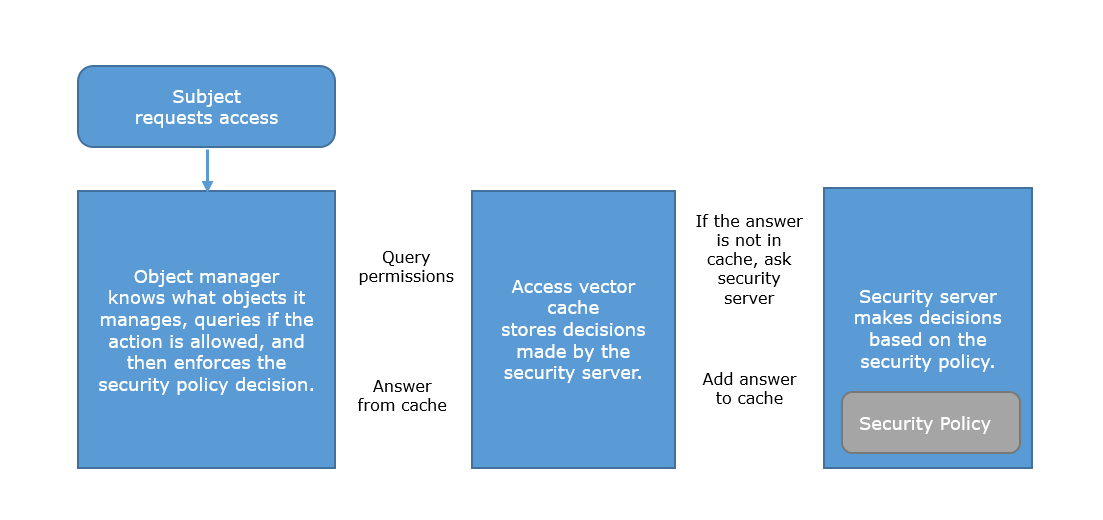 Subject
requests access
Object manager
knows what objects it
manages, queries if the
action is allowed, and
then enforces the
security policy decision.
Query
permissions
Answer
from cache
Access vector
cache
stores decisions
made by the
security server.
If the answer
is not in
cache, ask
security
server
Add answer
to cache
Security server
makes decisions
based on the
security policy.
Security Policy